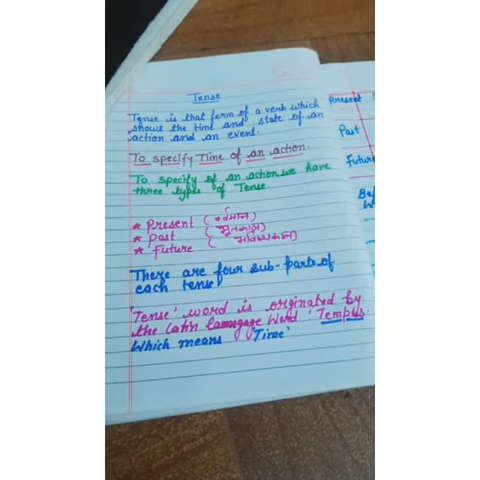 Tense
Tense is that form of a verb which
shows the time and state of an
action and an event.
To specify Time of an action.
To specify of an action, we have
three types of Tense.
* Present (वर्तमान)
* Past (भूतकाल)
* Future (भविष्यकाल)
There are four sub-parts of
each tense
'Tense' word is orginated by
the Latin language Word 'Tempus.
Which means 'Time'
Present
Past
Future